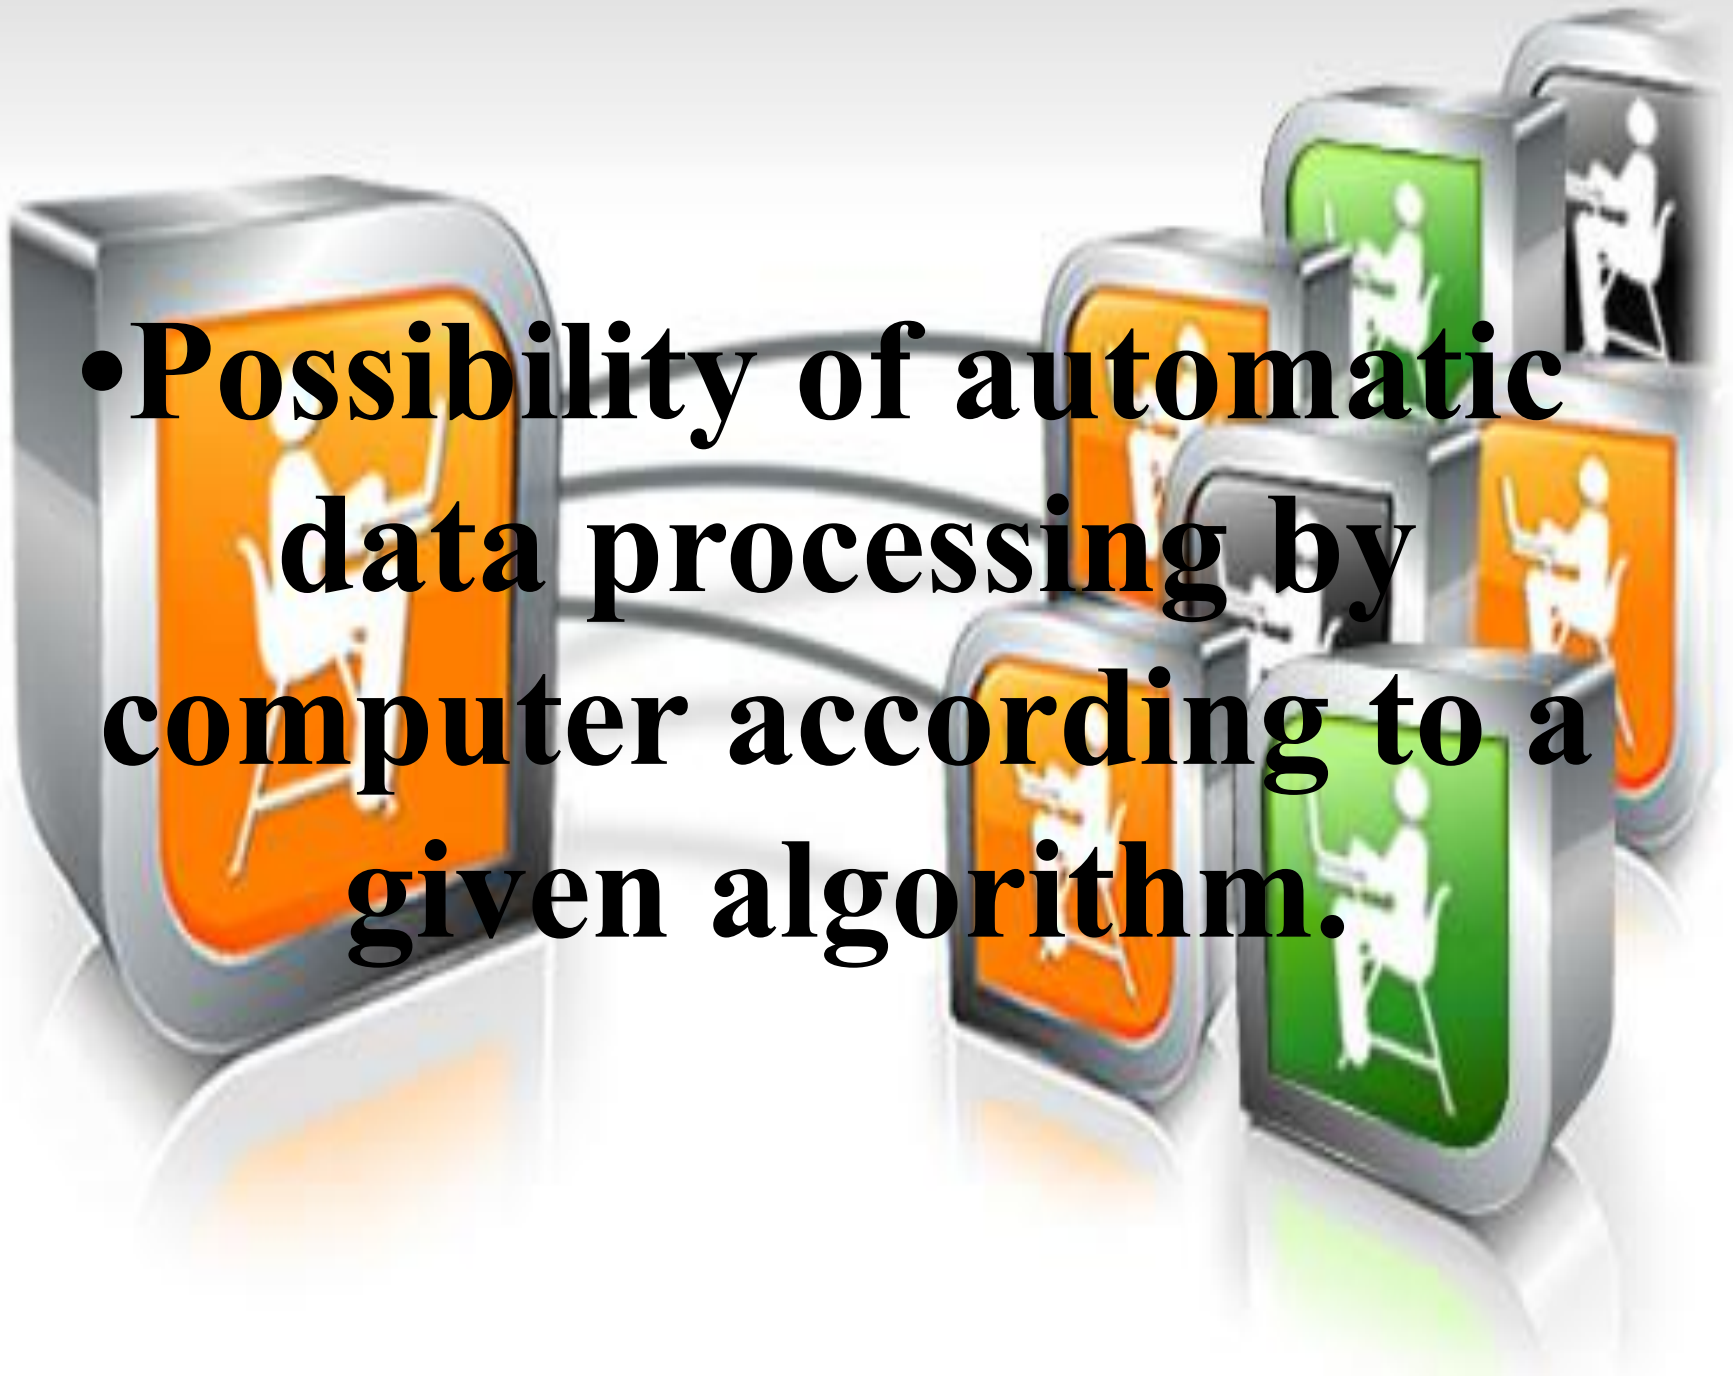 •Possibility of automatic
data processing by
computer according to a
given algorithm.